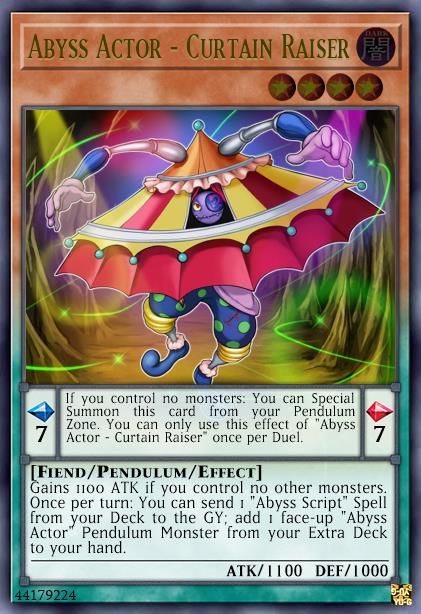 Abyss Actor - Curtain Raiser
DARK
闇
If you control no monsters: You can Special
Summon this card from your Pendulum
Zone. You can only use this effect of "Abyss
Actor - Curtain Raiser" once per Duel.
7
7
[Fiend/Pendulum/Effect]
Gains 1100 ATK if you control no other monsters.
Once per turn: You can send 1 "Abyss Script" Spell
from your Deck to the GY; add 1 face-up "Abyss
Actor" Pendulum Monster from your Extra Deck
to your hand.
ATK/1100 DEF/1000
44179224